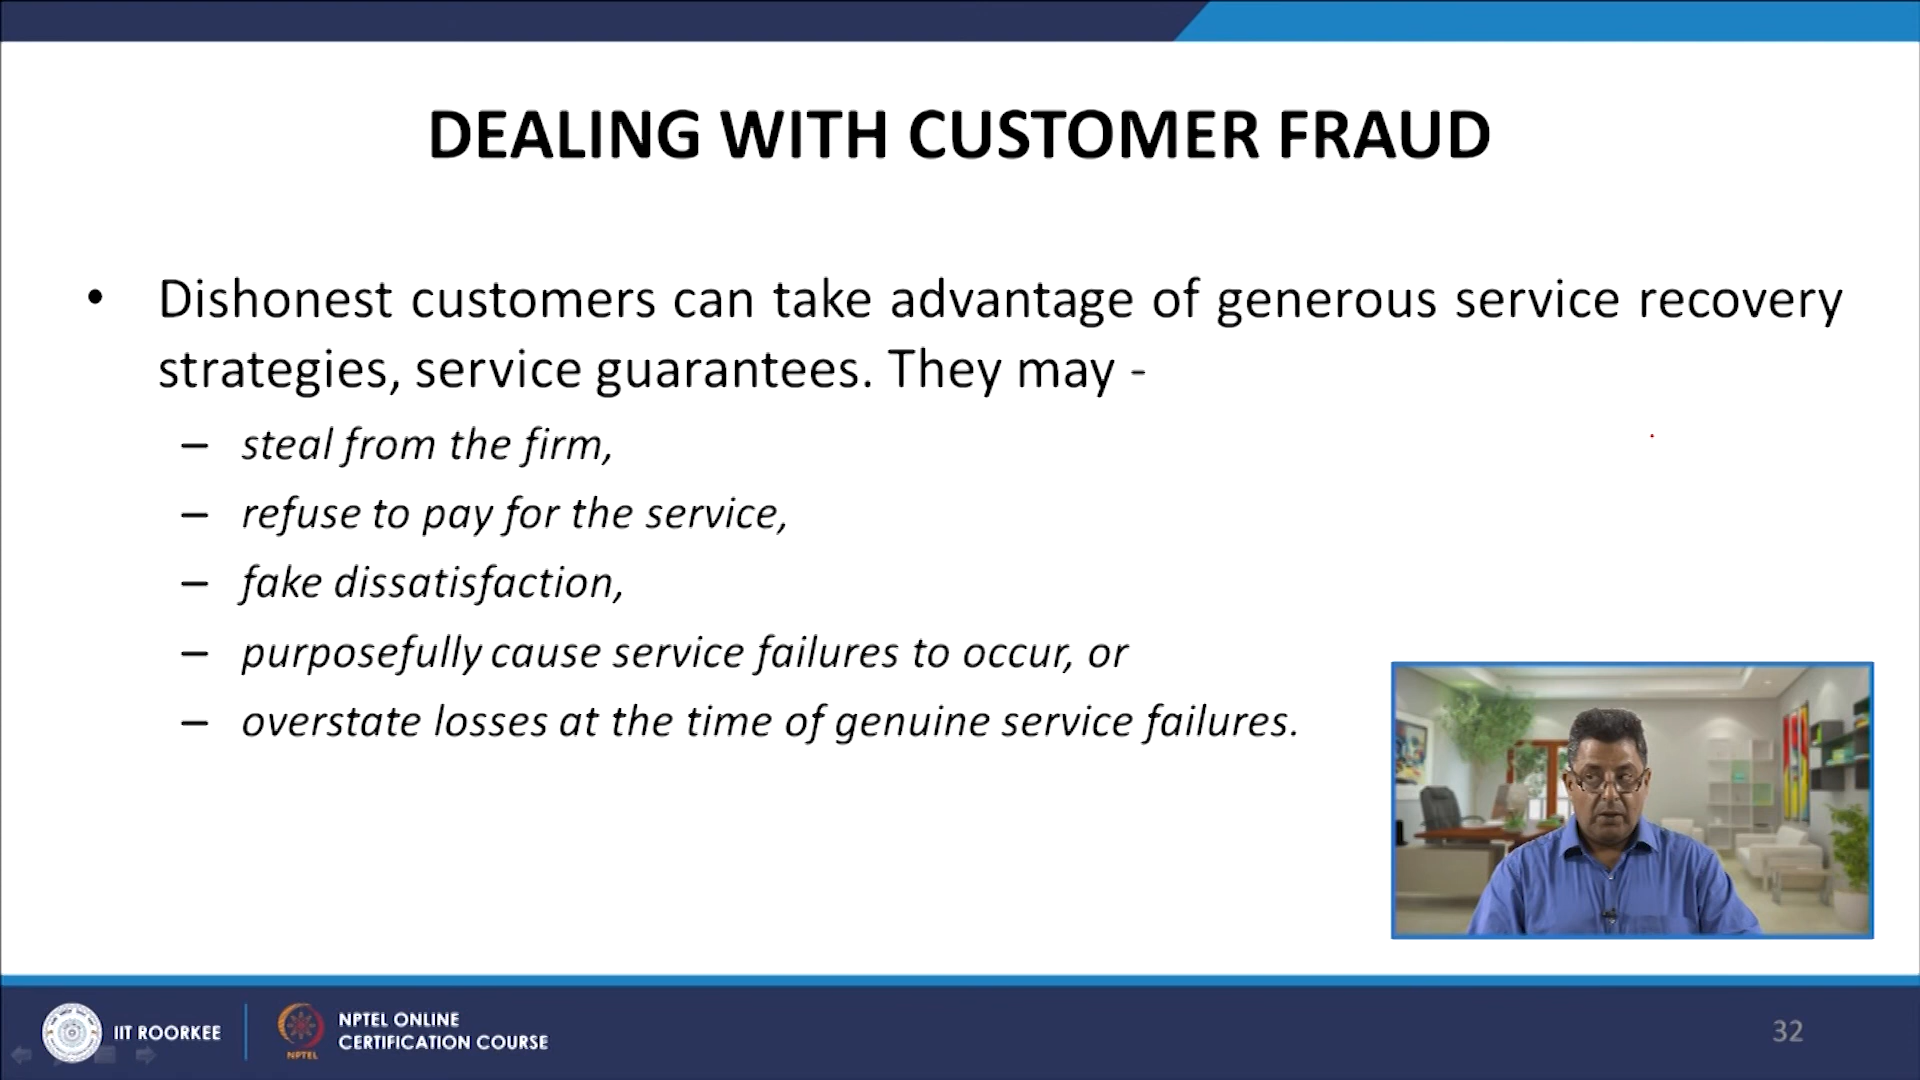 DEALING WITH CUSTOMER FRAUD
• Dishonest customers can take advantage of generous service recovery
strategies, service guarantees. They may -
– steal from the firm,
– refuse to pay for the service,
– fake dissatisfaction,
– purposefully cause service failures to occur, or
– overstate losses at the time of genuine service failures.
IIT ROORKEE
NPTEL
NPTEL ONLINE
CERTIFICATION COURSE
32